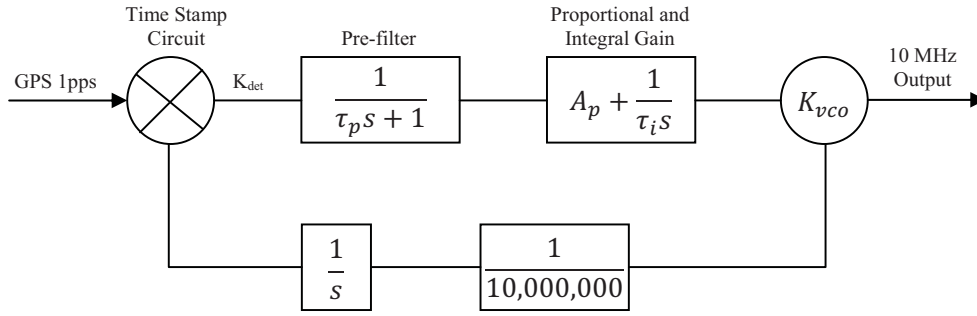 Time Stamp
Circuit
Pre-filter
Proportional and
Integral Gain
10 MHz
Output
GPS 1pps
K_det
1
τ_p s + 1
A_p + 1
τ_i s
K_vco
1
s
1
10,000,000